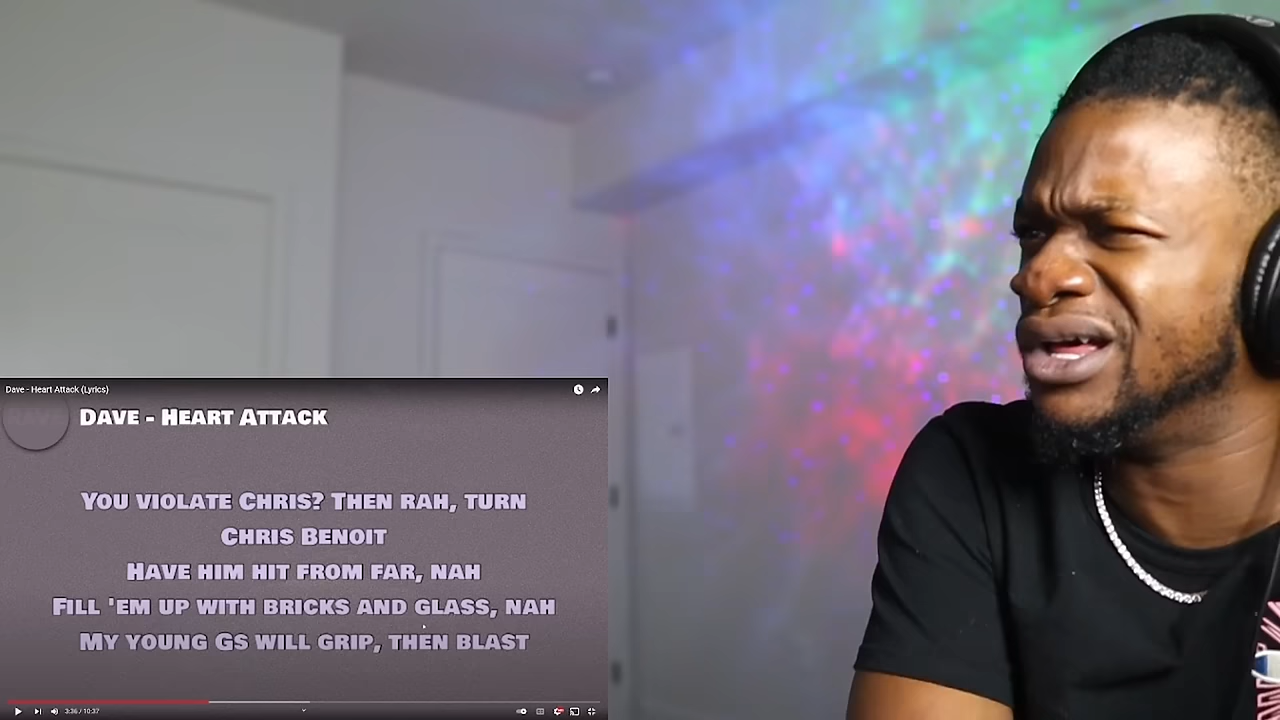 Dave - Heart Attack (Lyrics)
DAVE - HEART ATTACK
YOU VIOLATE CHRIS? THEN RAH, TURN
CHRIS BENOIT
HAVE HIM HIT FROM FAR, NAH
FILL 'EM UP WITH BRICKS AND GLASS, NAH
MY YOUNG GS WILL GRIP, THEN BLAST
3:36 / 10:37